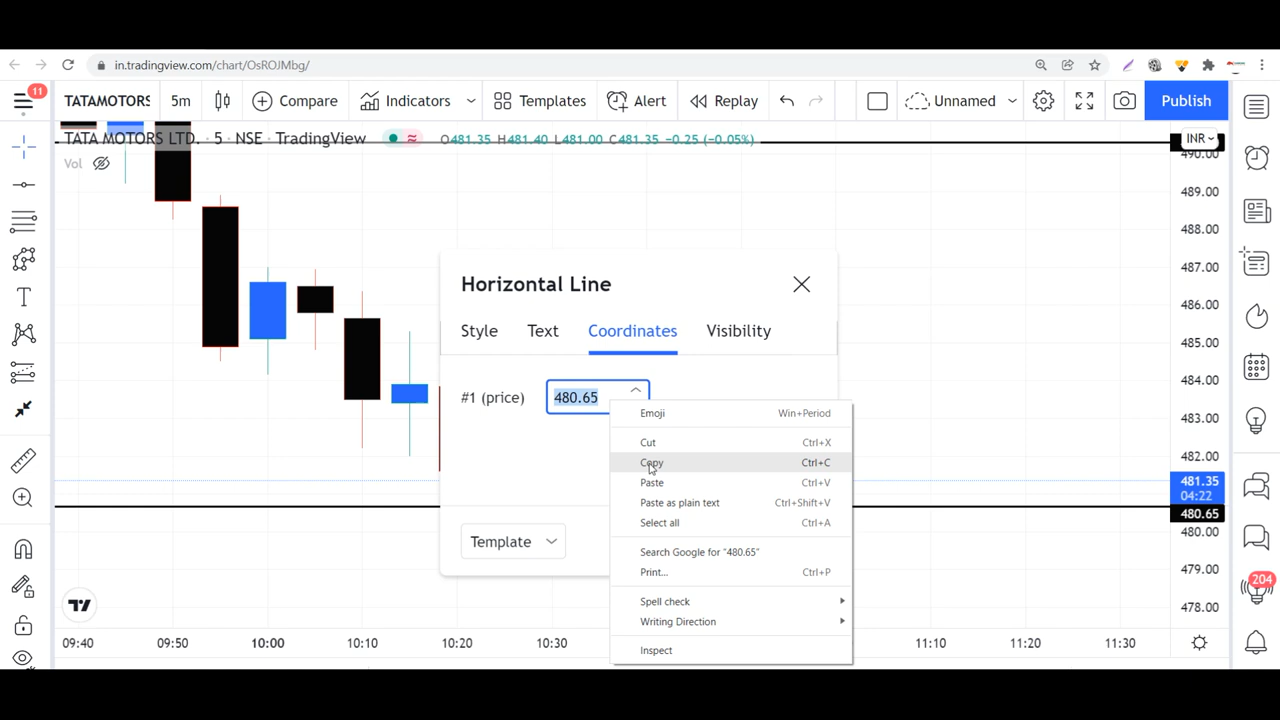 in.tradingview.com/chart/OsROJMbg/
11
TATAMOTORS 5m Compare Indicators Templates Alert Replay Unnamed Publish
TATA MOTORS LTD. · 5 · NSE · TradingView O481.35 H481.40 L481.00 C481.35 −0.25 (−0.05%)
Vol
INR
490.00
489.00
488.00
487.00
486.00
485.00
484.00
483.00
482.00
481.35
04:22
480.65
480.00
479.00
478.00
Horizontal Line
Style Text Coordinates Visibility
#1 (price) 480.65
Template
Emoji Win+Period
Cut Ctrl+X
Copy Ctrl+C
Paste Ctrl+V
Paste as plain text Ctrl+Shift+V
Select all Ctrl+A
Search Google for “480.65”
Print... Ctrl+P
Spell check
Writing Direction
Inspect
204
09:40 09:50 10:00 10:10 10:20 10:30 11:10 11:20 11:30